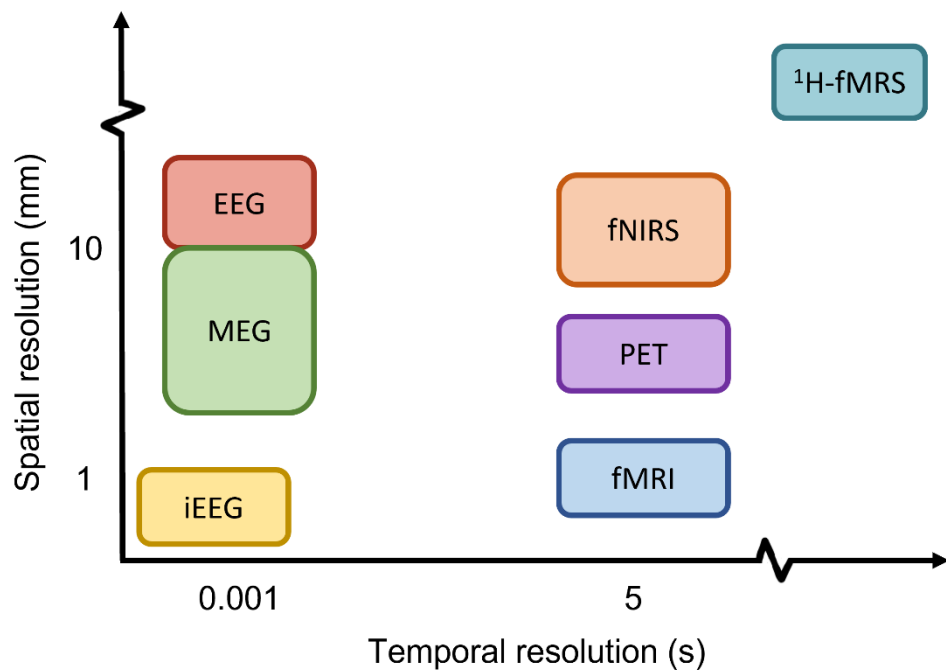 ¹H-fMRS
EEG
fNIRS
10
MEG
PET
Spatial resolution (mm)
1
fMRI
iEEG
0.001
5
Temporal resolution (s)